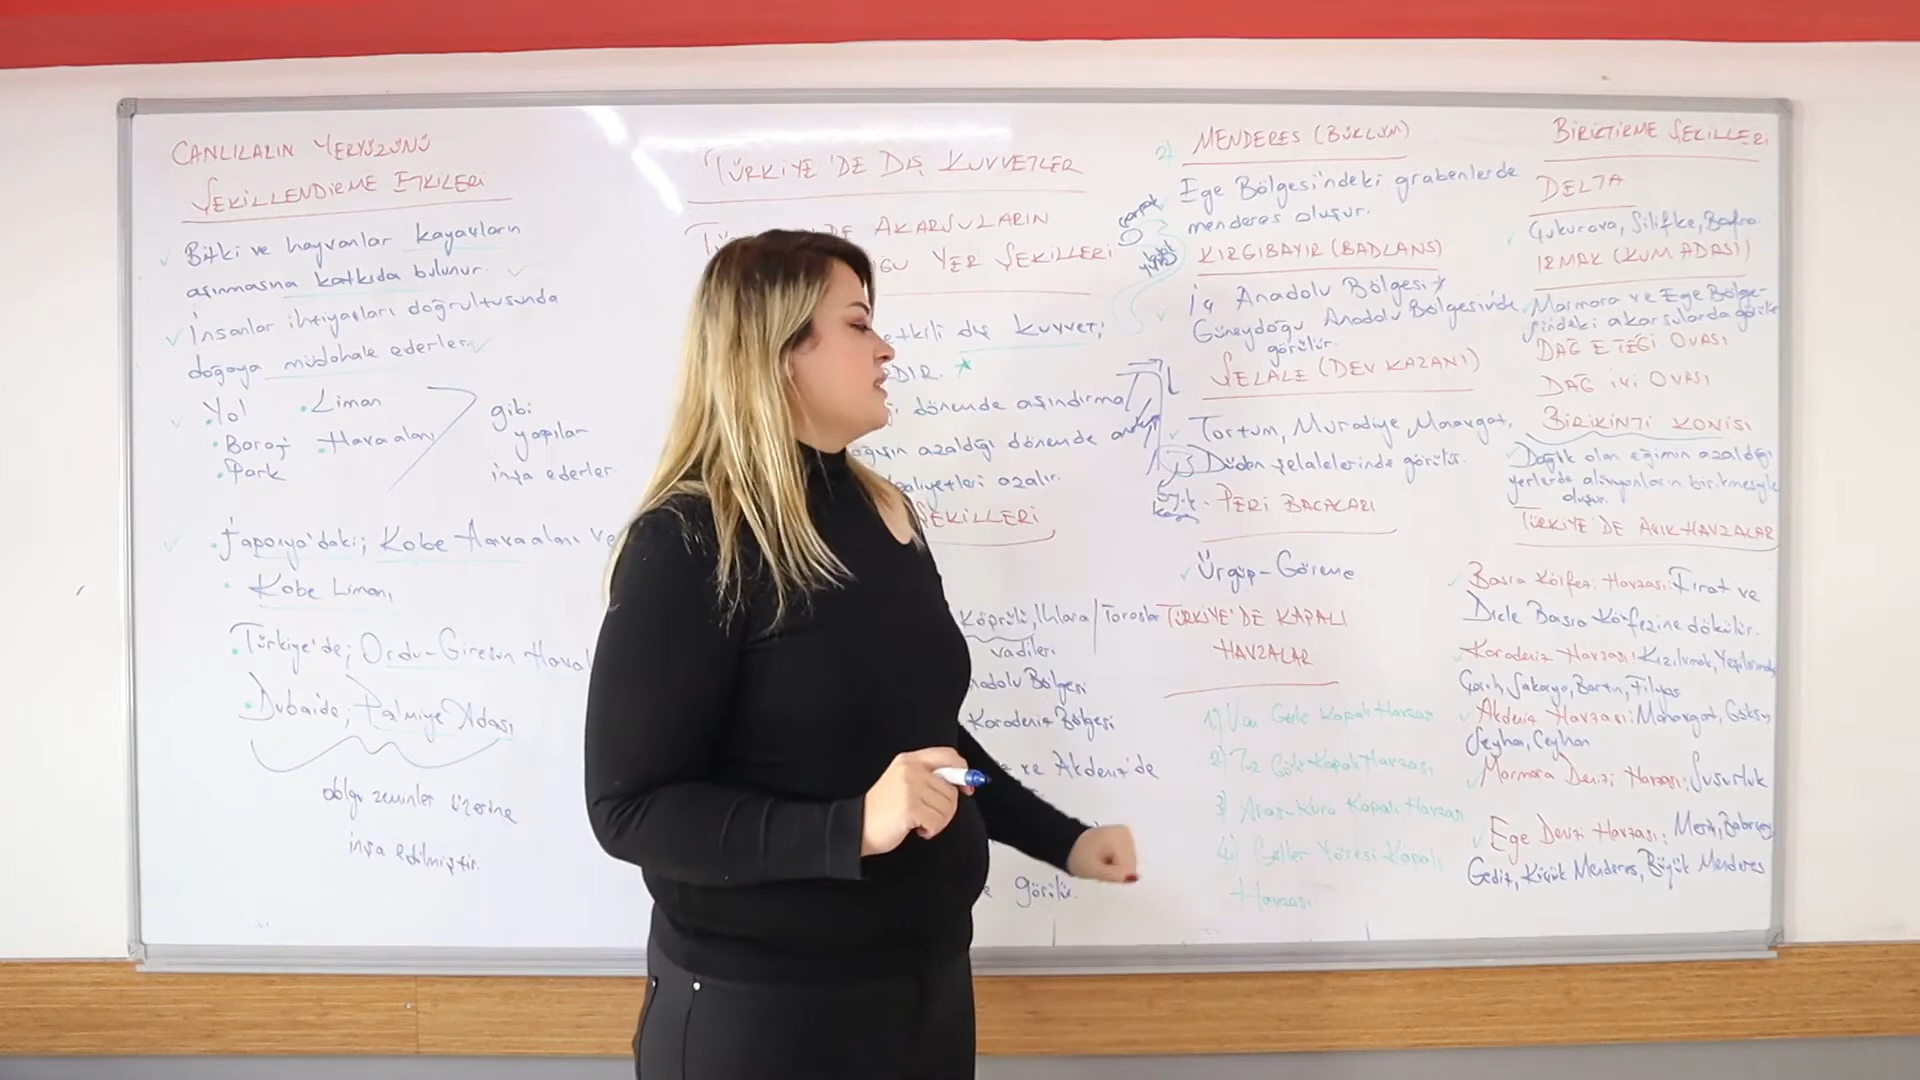 CANLILARIN YERYÜZÜNÜ
ŞEKİLLENDİRME ETKİLERİ
Bitki ve hayvanlar kayaların
aşınmasına katkıda bulunur.
İnsanlar ihtiyaçları doğrultusunda
doğaya müdahale ederler.
Yol
Baraj
Park
Liman
Havaalanı
gibi
yapılar
inşa ederler.
Japonya'daki; Kobe Havaalanı ve
Kobe Limanı
Türkiye'de; Ordu-Giresun Haval
Dubaide; Palmiye Adası
dolgu zeminler üzerine
inşa edilmiştir.
TÜRKİYE'DE DIŞ KUVVETLER
AKARSULARIN
YER ŞEKİLLERİ
etkili dış kuvvet;
RDIR.
dönemde aşındırma
azaldığı dönemde
azalır.
ŞEKİLLERİ
Köprülü, Ihlara / Toroslar
vadileri
Bölgesi
Karadeniz Bölgesi
ve Akdeniz'de
görülür.
2)
MENDERES (BÜKLÜM)
Ege Bölgesi'ndeki grabenlerde
menderes oluşur.
KIRGIBAYIR (BADLANS)
İç Anadolu Bölgesi,
Güneydoğu Anadolu Bölgesinde
görülür.
ŞELALE (DEV KAZANI)
Tortum, Muradiye, Manavgat,
Düden şelalelerinde görülür.
PERİ BACALARI
Ürgüp-Göreme
TÜRKİYE'DE KAPALI
HAVZALAR
1) Van Gölü Kapalı Havzası
2) Tuz Gölü Kapalı Havzası
3) Aras-Kura Kapalı Havzası
4) Göller Yöresi Kapalı
Havzası
BİRİKTİRME ŞEKİLLERİ
DELTA
Çukurova, Silifke, Bafra
IRMAK (KUM ADASI)
Marmara ve Ege Bölge-
sindeki akarsularda görülür
DAĞ ETEĞİ OVASI
DAĞ İÇİ OVASI
BİRİKİNTİ KONİSİ
Dağlık olan eğimin azaldığı
yerlerde alüvyonların birikmesiyle
oluşur.
TÜRKİYE'DE AÇIK HAVZALAR
Basra Körfezi Havzası: Fırat ve
Dicle Basra Körfezine dökülür.
Karadeniz Havzası: Kızılırmak, Yeşilırmak,
Çoruh, Sakarya, Bartın, Filyos
Akdeniz Havzası: Manavgat, Göksu,
Seyhan, Ceyhan
Marmara Denizi Havzası: Susurluk
Ege Denizi Havzası; Meriç, Bakırçay
Gediz, Küçük Menderes, Büyük Menderes